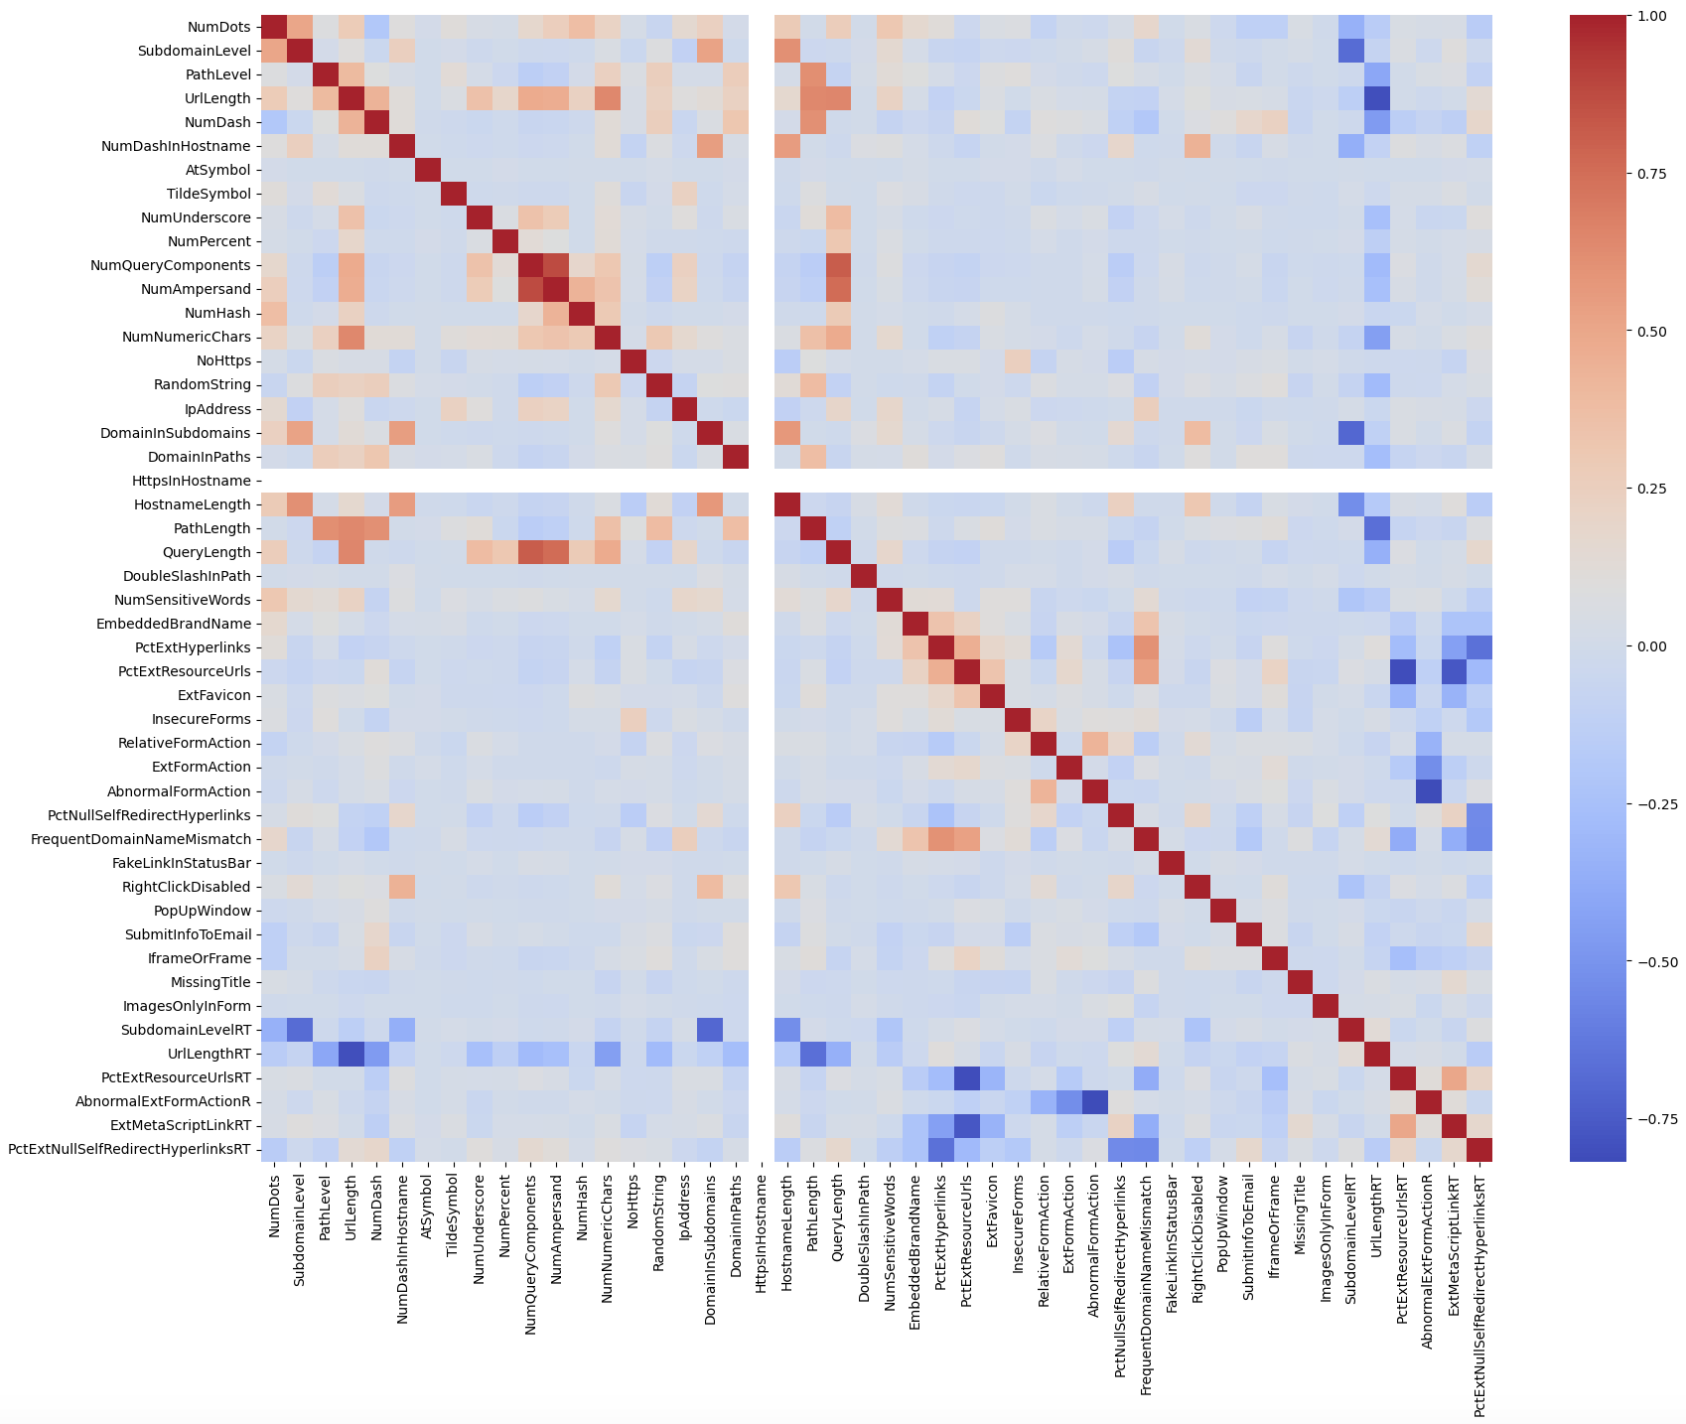 NumDots
SubdomainLevel
PathLevel
UrlLength
NumDash
NumDashInHostname
AtSymbol
TildeSymbol
NumUnderscore
NumPercent
NumQueryComponents
NumAmpersand
NumHash
NumNumericChars
NoHttps
RandomString
IpAddress
DomainInSubdomains
DomainInPaths
HttpsInHostname
HostnameLength
PathLength
QueryLength
DoubleSlashInPath
NumSensitiveWords
EmbeddedBrandName
PctExtHyperlinks
PctExtResourceUrls
ExtFavicon
InsecureForms
RelativeFormAction
ExtFormAction
AbnormalFormAction
PctNullSelfRedirectHyperlinks
FrequentDomainNameMismatch
FakeLinkInStatusBar
RightClickDisabled
PopUpWindow
SubmitInfoToEmail
IframeOrFrame
MissingTitle
ImagesOnlyInForm
SubdomainLevelRT
UrlLengthRT
PctExtResourceUrlsRT
AbnormalExtFormActionR
ExtMetaScriptLinkRT
PctExtNullSelfRedirectHyperlinksRT
NumDots
SubdomainLevel
PathLevel
UrlLength
NumDash
NumDashInHostname
AtSymbol
TildeSymbol
NumUnderscore
NumPercent
NumQueryComponents
NumAmpersand
NumHash
NumNumericChars
NoHttps
RandomString
IpAddress
DomainInSubdomains
DomainInPaths
HttpsInHostname
HostnameLength
PathLength
QueryLength
DoubleSlashInPath
NumSensitiveWords
EmbeddedBrandName
PctExtHyperlinks
PctExtResourceUrls
ExtFavicon
InsecureForms
RelativeFormAction
ExtFormAction
AbnormalFormAction
PctNullSelfRedirectHyperlinks
FrequentDomainNameMismatch
FakeLinkInStatusBar
RightClickDisabled
PopUpWindow
SubmitInfoToEmail
IframeOrFrame
MissingTitle
ImagesOnlyInForm
SubdomainLevelRT
UrlLengthRT
PctExtResourceUrlsRT
AbnormalExtFormActionR
ExtMetaScriptLinkRT
PctExtNullSelfRedirectHyperlinksRT
1.00
0.75
0.50
0.25
0.00
−0.25
−0.50
−0.75